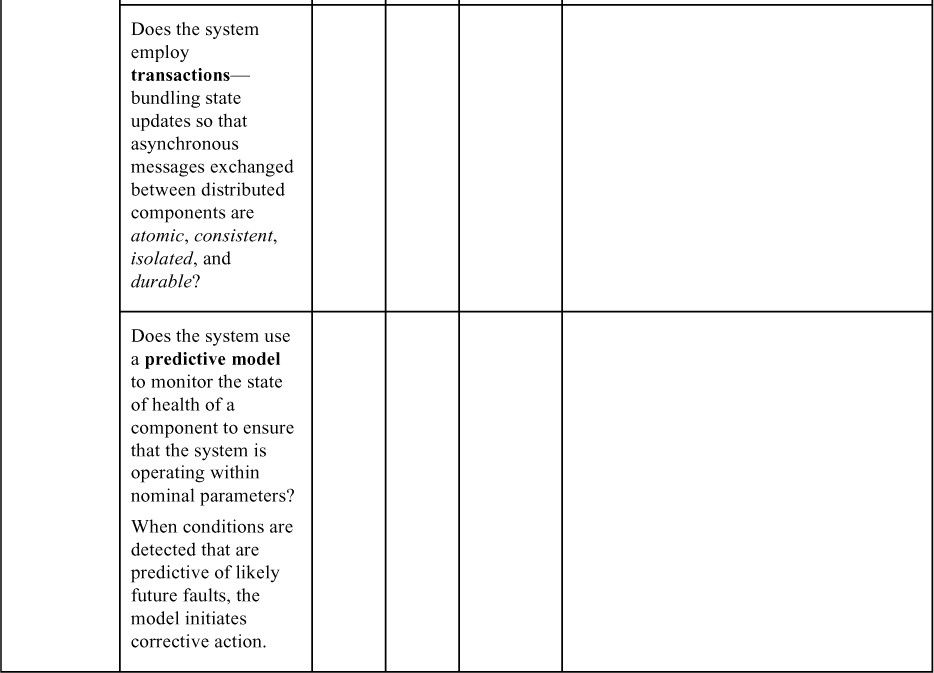 Does the system
employ
transactions—
bundling state
updates so that
asynchronous
messages exchanged
between distributed
components are
atomic, consistent,
isolated, and
durable?
Does the system use
a predictive model
to monitor the state
of health of a
component to ensure
that the system is
operating within
nominal parameters?
When conditions are
detected that are
predictive of likely
future faults, the
model initiates
corrective action.